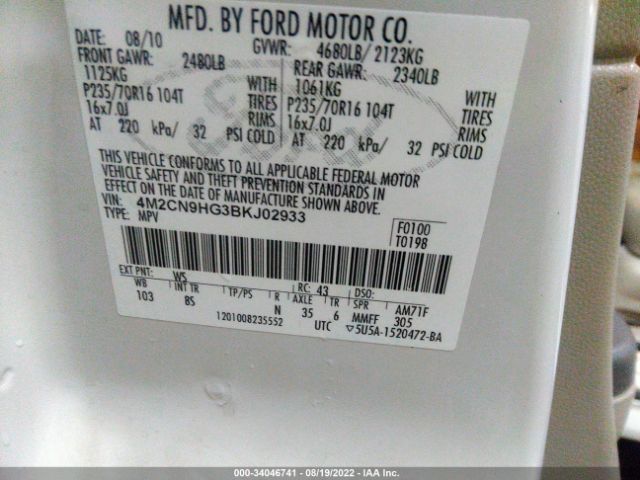 MFD. BY FORD MOTOR CO.
DATE: 08/10 GVWR: 4680LB/ 2123KG
FRONT GAWR: 2480LB REAR GAWR: 2340LB
1125KG WITH 1061KG WITH
P235/70R16 104T TIRES P235/70R16 104T TIRES
16x7.0J RIMS 16x7.0J RIMS
AT 220 kPa/ 32 PSI COLD AT 220 kPa/ 32 PSI COLD
THIS VEHICLE CONFORMS TO ALL APPLICABLE FEDERAL MOTOR
VEHICLE SAFETY AND THEFT PREVENTION STANDARDS IN
EFFECT ON THE DATE OF MANUFACTURE SHOWN ABOVE.
VIN: 4M2CN9HG3BKJ02933 F0100
TYPE: MPV T0198
EXT PNT: WS RC: 43 DSO:
WB INT TR TP/PS R AXLE TR SPR AM71F
103 BS N 35 6 MMFF 305
1201008235552 UTC ▽5U5A-1520472-BA
000-34046741 • 08/19/2022 • IAA Inc.